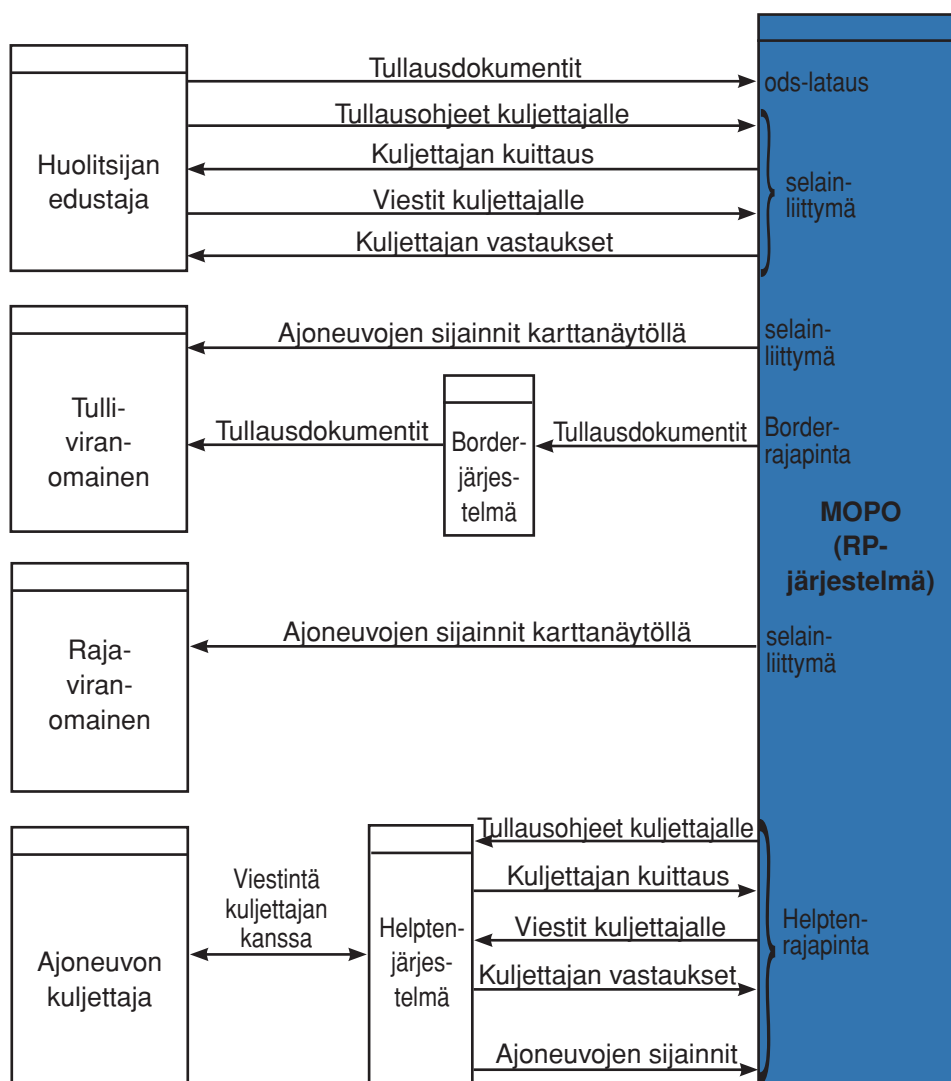 Huolitsijan
edustaja
Tullausdokumentit
ods-lataus
Tullausohjeet kuljettajalle
Kuljettajan kuittaus
Viestit kuljettajalle
Kuljettajan vastaukset
selain-
liittymä
Tulli-
viran-
omainen
Ajoneuvojen sijainnit karttanäytöllä
selain-
liittymä
Tullausdokumentit
Border-
järjes-
telmä
Tullausdokumentit
Border-
rajapinta
MOPO
(RP-
järjestelmä)
Raja-
viran-
omainen
Ajoneuvojen sijainnit karttanäytöllä
selain-
liittymä
Ajoneuvon
kuljettaja
Viestintä
kuljettajan
kanssa
Helpten-
järjes-
telmä
Tullausohjeet kuljettajalle
Kuljettajan kuittaus
Viestit kuljettajalle
Kuljettajan vastaukset
Ajoneuvojen sijainnit
Helpten-
rajapinta